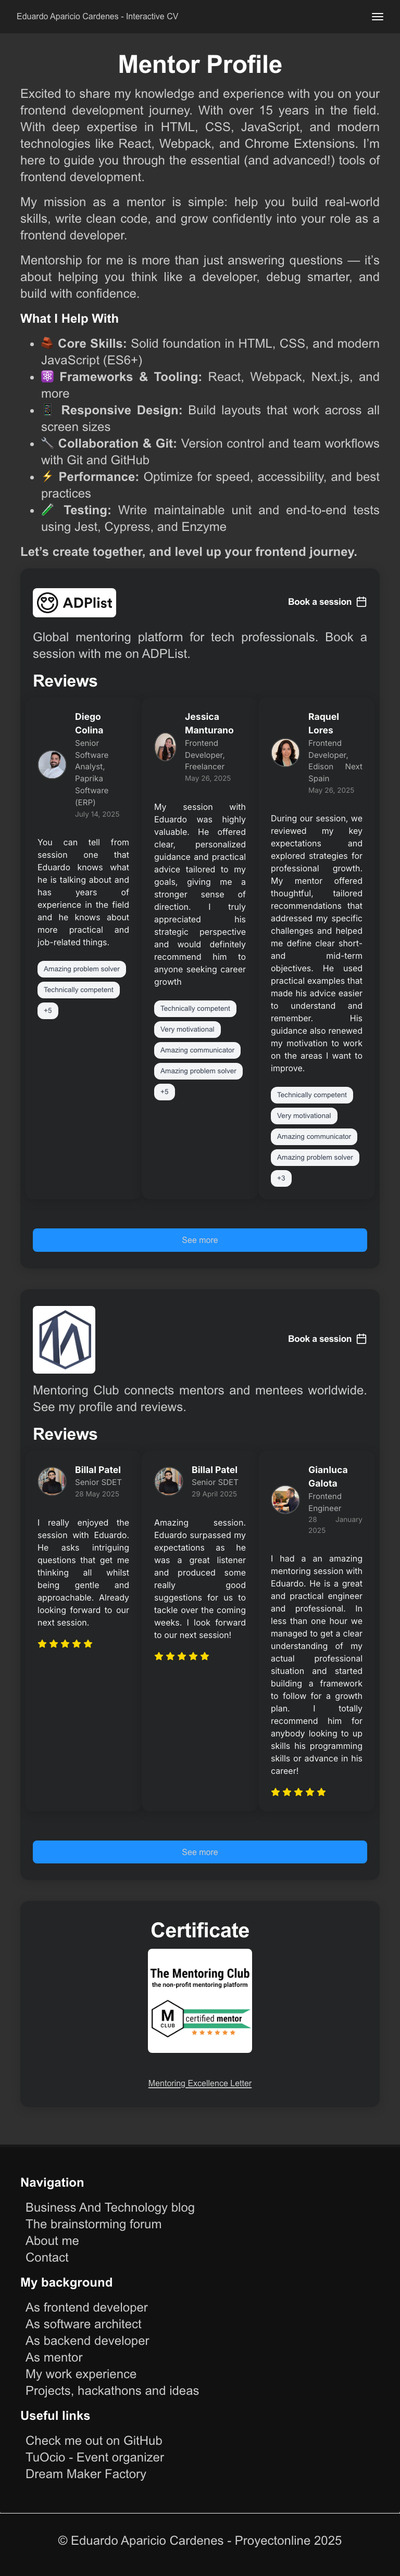 Eduardo Aparicio Cardenes - Interactive CV
Mentor Profile
Excited to share my knowledge and experience with you on your
frontend development journey. With over 15 years in the field.
With deep expertise in HTML, CSS, JavaScript, and modern
technologies like React, Webpack, and Chrome Extensions. I'm
here to guide you through the essential (and advanced!) tools of
frontend development.
My mission as a mentor is simple: help you build real-world
skills, write clean code, and grow confidently into your role as a
frontend developer.
Mentorship for me is more than just answering questions — it's
about helping you think like a developer, debug smarter, and
build with confidence.
What I Help With
Core Skills: Solid foundation in HTML, CSS, and modern
JavaScript (ES6+)
Frameworks & Tooling: React, Webpack, Next.js, and
more
Responsive Design: Build layouts that work across all
screen sizes
Collaboration & Git: Version control and team workflows
with Git and GitHub
Performance: Optimize for speed, accessibility, and best
practices
Testing: Write maintainable unit and end-to-end tests
using Jest, Cypress, and Enzyme
Let's create together, and level up your frontend journey.
ADPlist
Book a session
Global mentoring platform for tech professionals. Book a
session with me on ADPList.
Reviews
Diego
Colina
Senior
Software
Analyst,
Paprika
Software
(ERP)
July 14, 2025
You can tell from
session one that
Eduardo knows what
he is talking about and
has years of
experience in the field
and he knows about
more practical and
job-related things.
Amazing problem solver
Technically competent
+5
Jessica
Manturano
Frontend
Developer,
Freelancer
May 26, 2025
My session with
Eduardo was highly
valuable. He offered
clear, personalized
guidance and practical
advice tailored to my
goals, giving me a
stronger sense of
direction. I truly
appreciated his
strategic perspective
and would definitely
recommend him to
anyone seeking career
growth
Technically competent
Very motivational
Amazing communicator
Amazing problem solver
+5
Raquel
Lores
Frontend
Developer,
Edison Next
Spain
May 26, 2025
During our session, we
reviewed my key
expectations and
explored strategies for
professional growth.
My mentor offered
thoughtful, tailored
recommendations that
addressed my specific
challenges and helped
me define clear short-
and mid-term
objectives. He used
practical examples that
made his advice easier
to understand and
remember. His
guidance also renewed
my motivation to work
on the areas I want to
improve.
Technically competent
Very motivational
Amazing communicator
Amazing problem solver
+3
See more
Book a session
Mentoring Club connects mentors and mentees worldwide.
See my profile and reviews.
Reviews
Billal Patel
Senior SDET
28 May 2025
I really enjoyed the
session with Eduardo.
He asks intriguing
questions that get me
thinking all whilst
being gentle and
approachable. Already
looking forward to our
next session.
Billal Patel
Senior SDET
29 April 2025
Amazing session.
Eduardo surpassed my
expectations as he
was a great listener
and produced some
really good
suggestions for us to
tackle over the coming
weeks. I look forward
to our next session!
Gianluca
Galota
Frontend
Engineer
28 January
2025
I had a an amazing
mentoring session with
Eduardo. He is a great
and practical engineer
and professional. In
less than one hour we
managed to get a clear
understanding of my
actual professional
situation and started
building a framework
to follow for a growth
plan. I totally
recommend him for
anybody looking to up
skills his programming
skills or advance in his
career!
See more
Certificate
The Mentoring Club
the non-profit mentoring platform
M
CLUB
certified mentor
Mentoring Excellence Letter
Navigation
Business And Technology blog
The brainstorming forum
About me
Contact
My background
As frontend developer
As software architect
As backend developer
As mentor
My work experience
Projects, hackathons and ideas
Useful links
Check me out on GitHub
TuOcio - Event organizer
Dream Maker Factory
© Eduardo Aparicio Cardenes - Proyectonline 2025